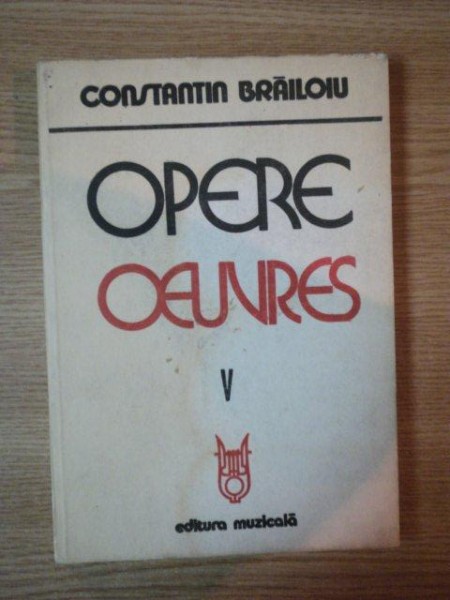 CONSTANTIN BRĂILOIU
OPERE
OEUVRES
V
editura muzicală